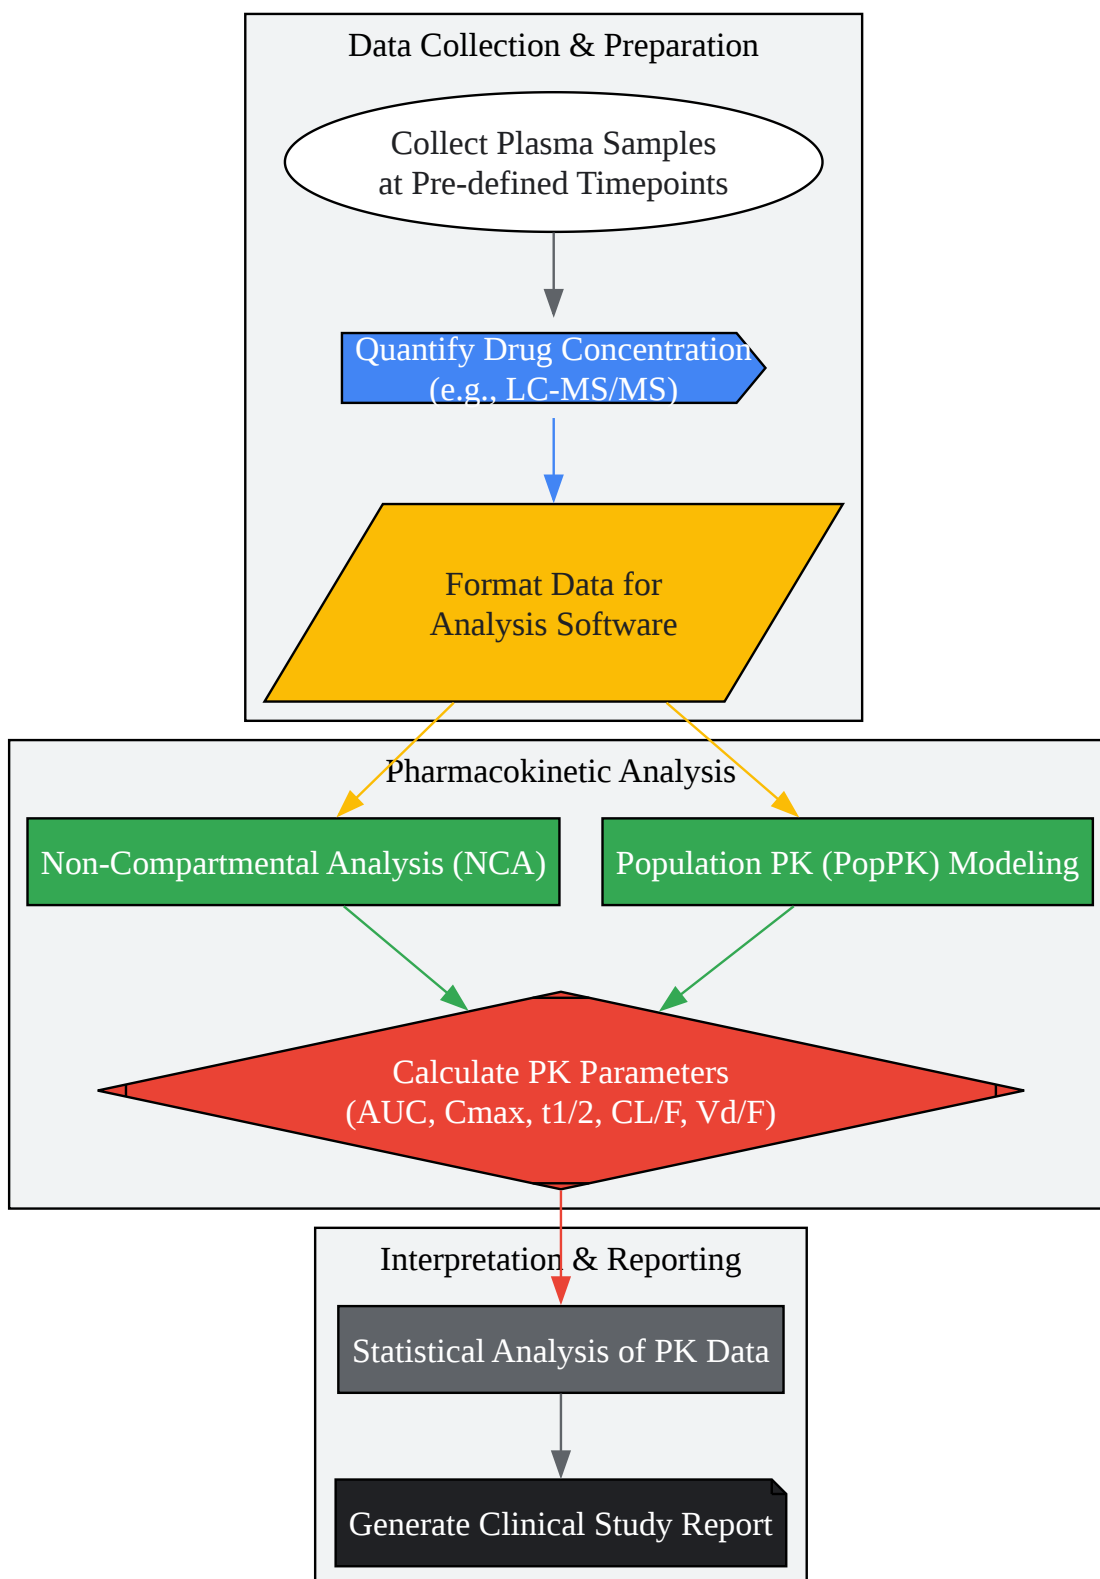 Data Collection & Preparation
Collect Plasma Samples
at Pre-defined Timepoints
Quantify Drug Concentration
(e.g., LC-MS/MS)
Format Data for
Analysis Software
Pharmacokinetic Analysis
Non-Compartmental Analysis (NCA)
Population PK (PopPK) Modeling
Calculate PK Parameters
(AUC, Cmax, t1/2, CL/F, Vd/F)
Interpretation & Reporting
Statistical Analysis of PK Data
Generate Clinical Study Report